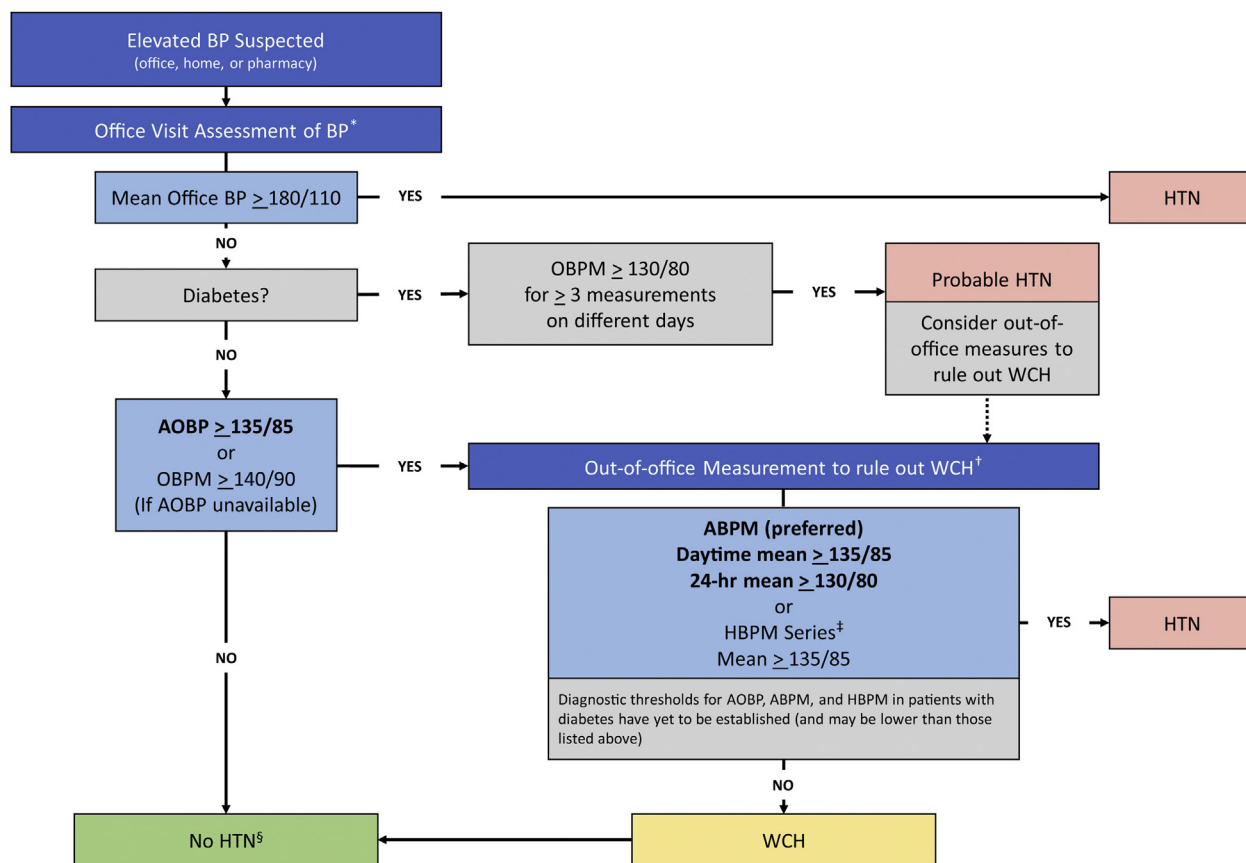 Elevated BP Suspected
(office, home, or pharmacy)
Office Visit Assessment of BP*
Mean Office BP ≥ 180/110
YES
HTN
NO
Diabetes?
YES
OBPM ≥ 130/80
for ≥ 3 measurements
on different days
YES
Probable HTN
Consider out-of-
office measures to
rule out WCH
NO
AOBP ≥ 135/85
or
OBPM ≥ 140/90
(If AOBP unavailable)
YES
Out-of-office Measurement to rule out WCH†
ABPM (preferred)
Daytime mean ≥ 135/85
24-hr mean ≥ 130/80
or
HBPM Series‡
Mean ≥ 135/85
YES
HTN
Diagnostic thresholds for AOBP, ABPM, and HBPM in patients with
diabetes have yet to be established (and may be lower than those
listed above)
NO
NO
No HTN§
WCH